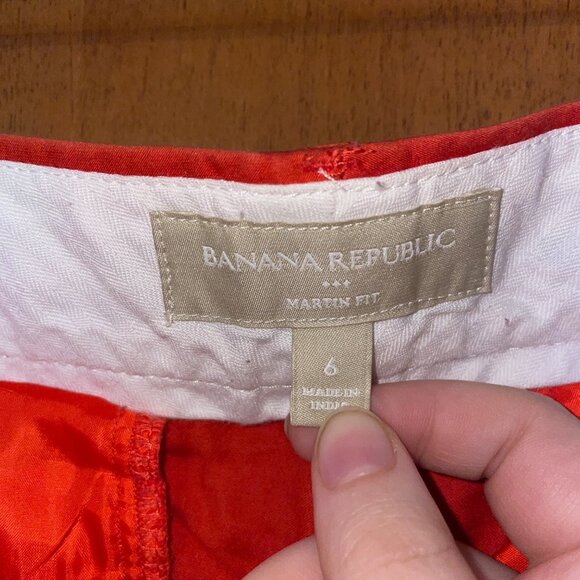 BANANA REPUBLIC
MARTIN FIT
6
MADE IN
INDIA